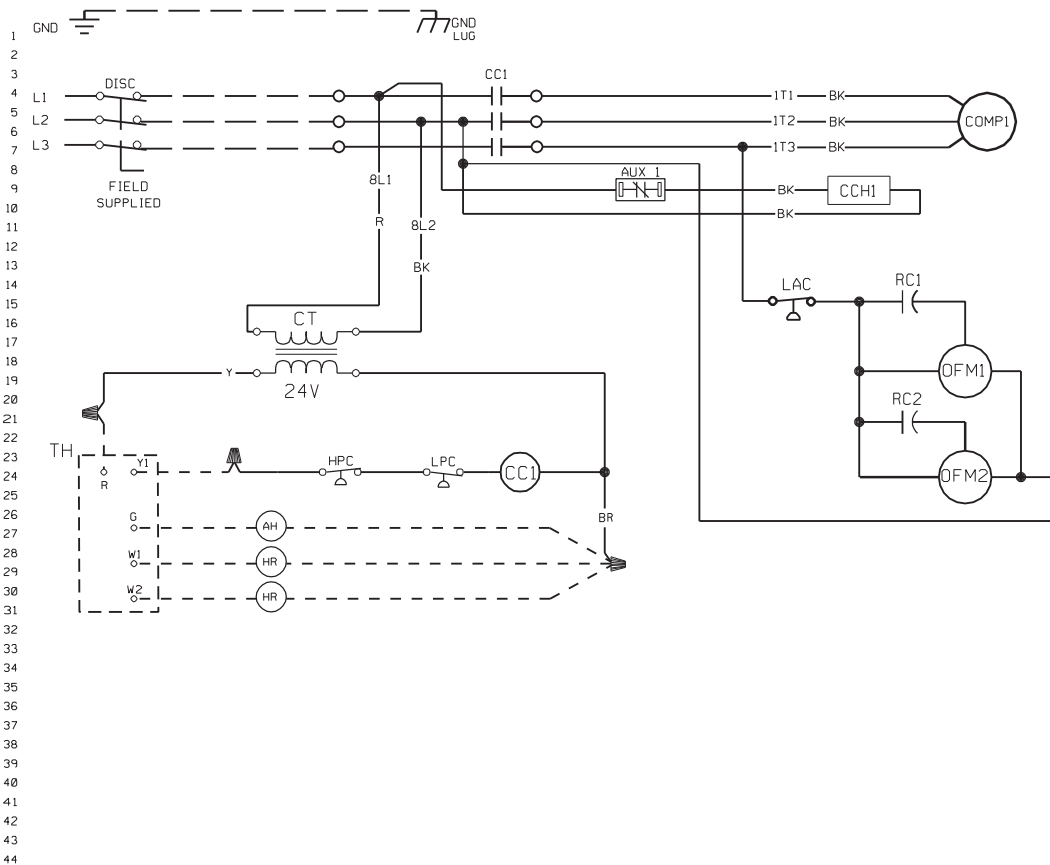 GND
GND
LUG
1
2
3
CC1
DISC
4
L1
1T1 BK
5
L2
1T2 BK
COMP1
6
7
L3
1T3 BK
8
AUX 1
8L1
FIELD
SUPPLIED
9
BK
CCH1
10
BK
11
R
8L2
12
13
BK
14
LAC
RC1
15
16
CT
17
18
19
Y
OFM1
24V
20
RC2
21
22
TH
23
Y1
HPC
LPC
24
R
CC1
OFM2
25
26
G
BR
27
AH
28
W1
29
HR
30
W2
HR
31
32
33
34
35
36
37
38
39
40
41
42
43
44